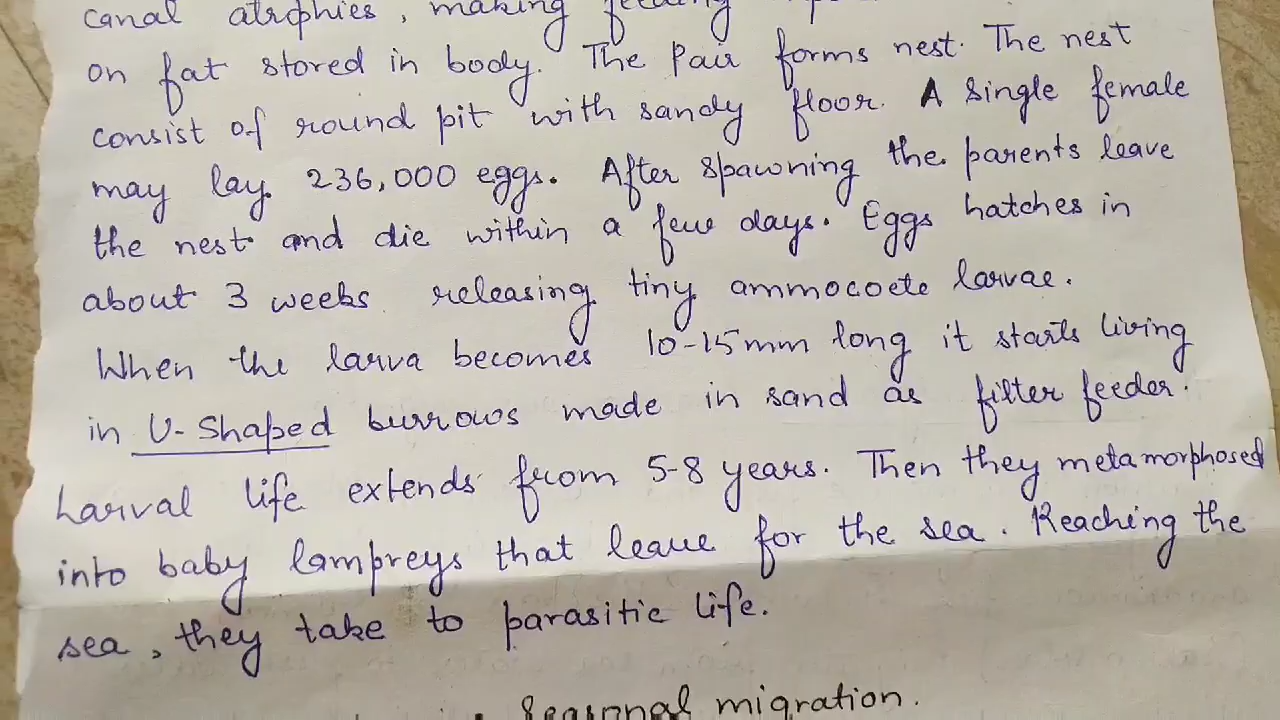 canal atrophies, making feeding
on fat stored in body. The Pair forms nest. The nest
consist of round pit with sandy floor. A single female
may lay 236,000 eggs. After spawning the parents leave
the nest and die within a few days. Eggs hatches in
about 3 weeks releasing tiny ammocoete larvae.
When the larva becomes 10-15mm long it starts living
in U-Shaped burrows made in sand as filter feeder.
Larval life extends from 5-8 years. Then they metamorphosed
into baby lampreys that leave for the sea. Reaching the
sea, they take to parasitic life.
Seasonal migration.